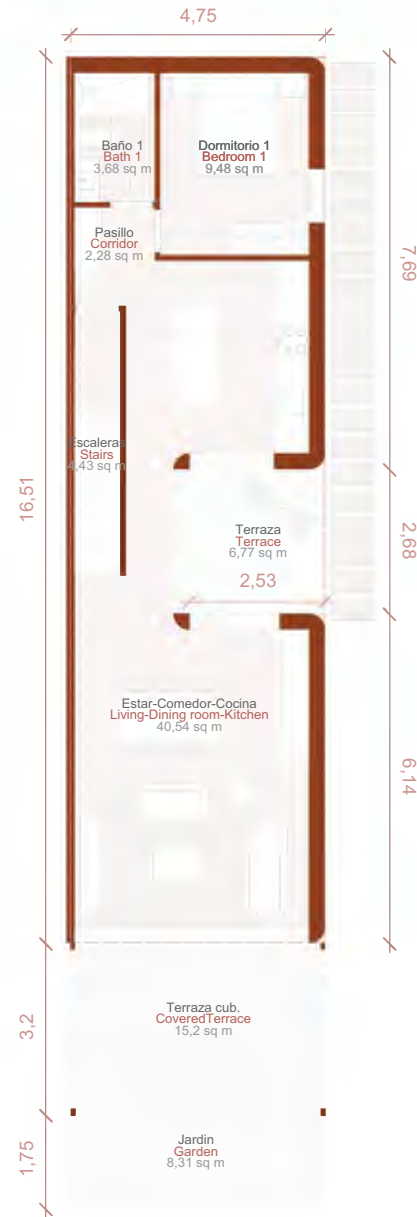 4,75
Baño 1
Bath 1
3,68 sq m
Dormitorio 1
Bedroom 1
9,48 sq m
Pasillo
Corridor
2,28 sq m
7,69
Escaleras
Stairs
4,43 sq m
16,51
Terraza
Terrace
6,77 sq m
2,68
2,53
Estar-Comedor-Cocina
Living-Dining room-Kitchen
40,54 sq m
6,14
Terraza cub.
CoveredTerrace
15,2 sq m
3,2
Jardin
Garden
8,31 sq m
1,75